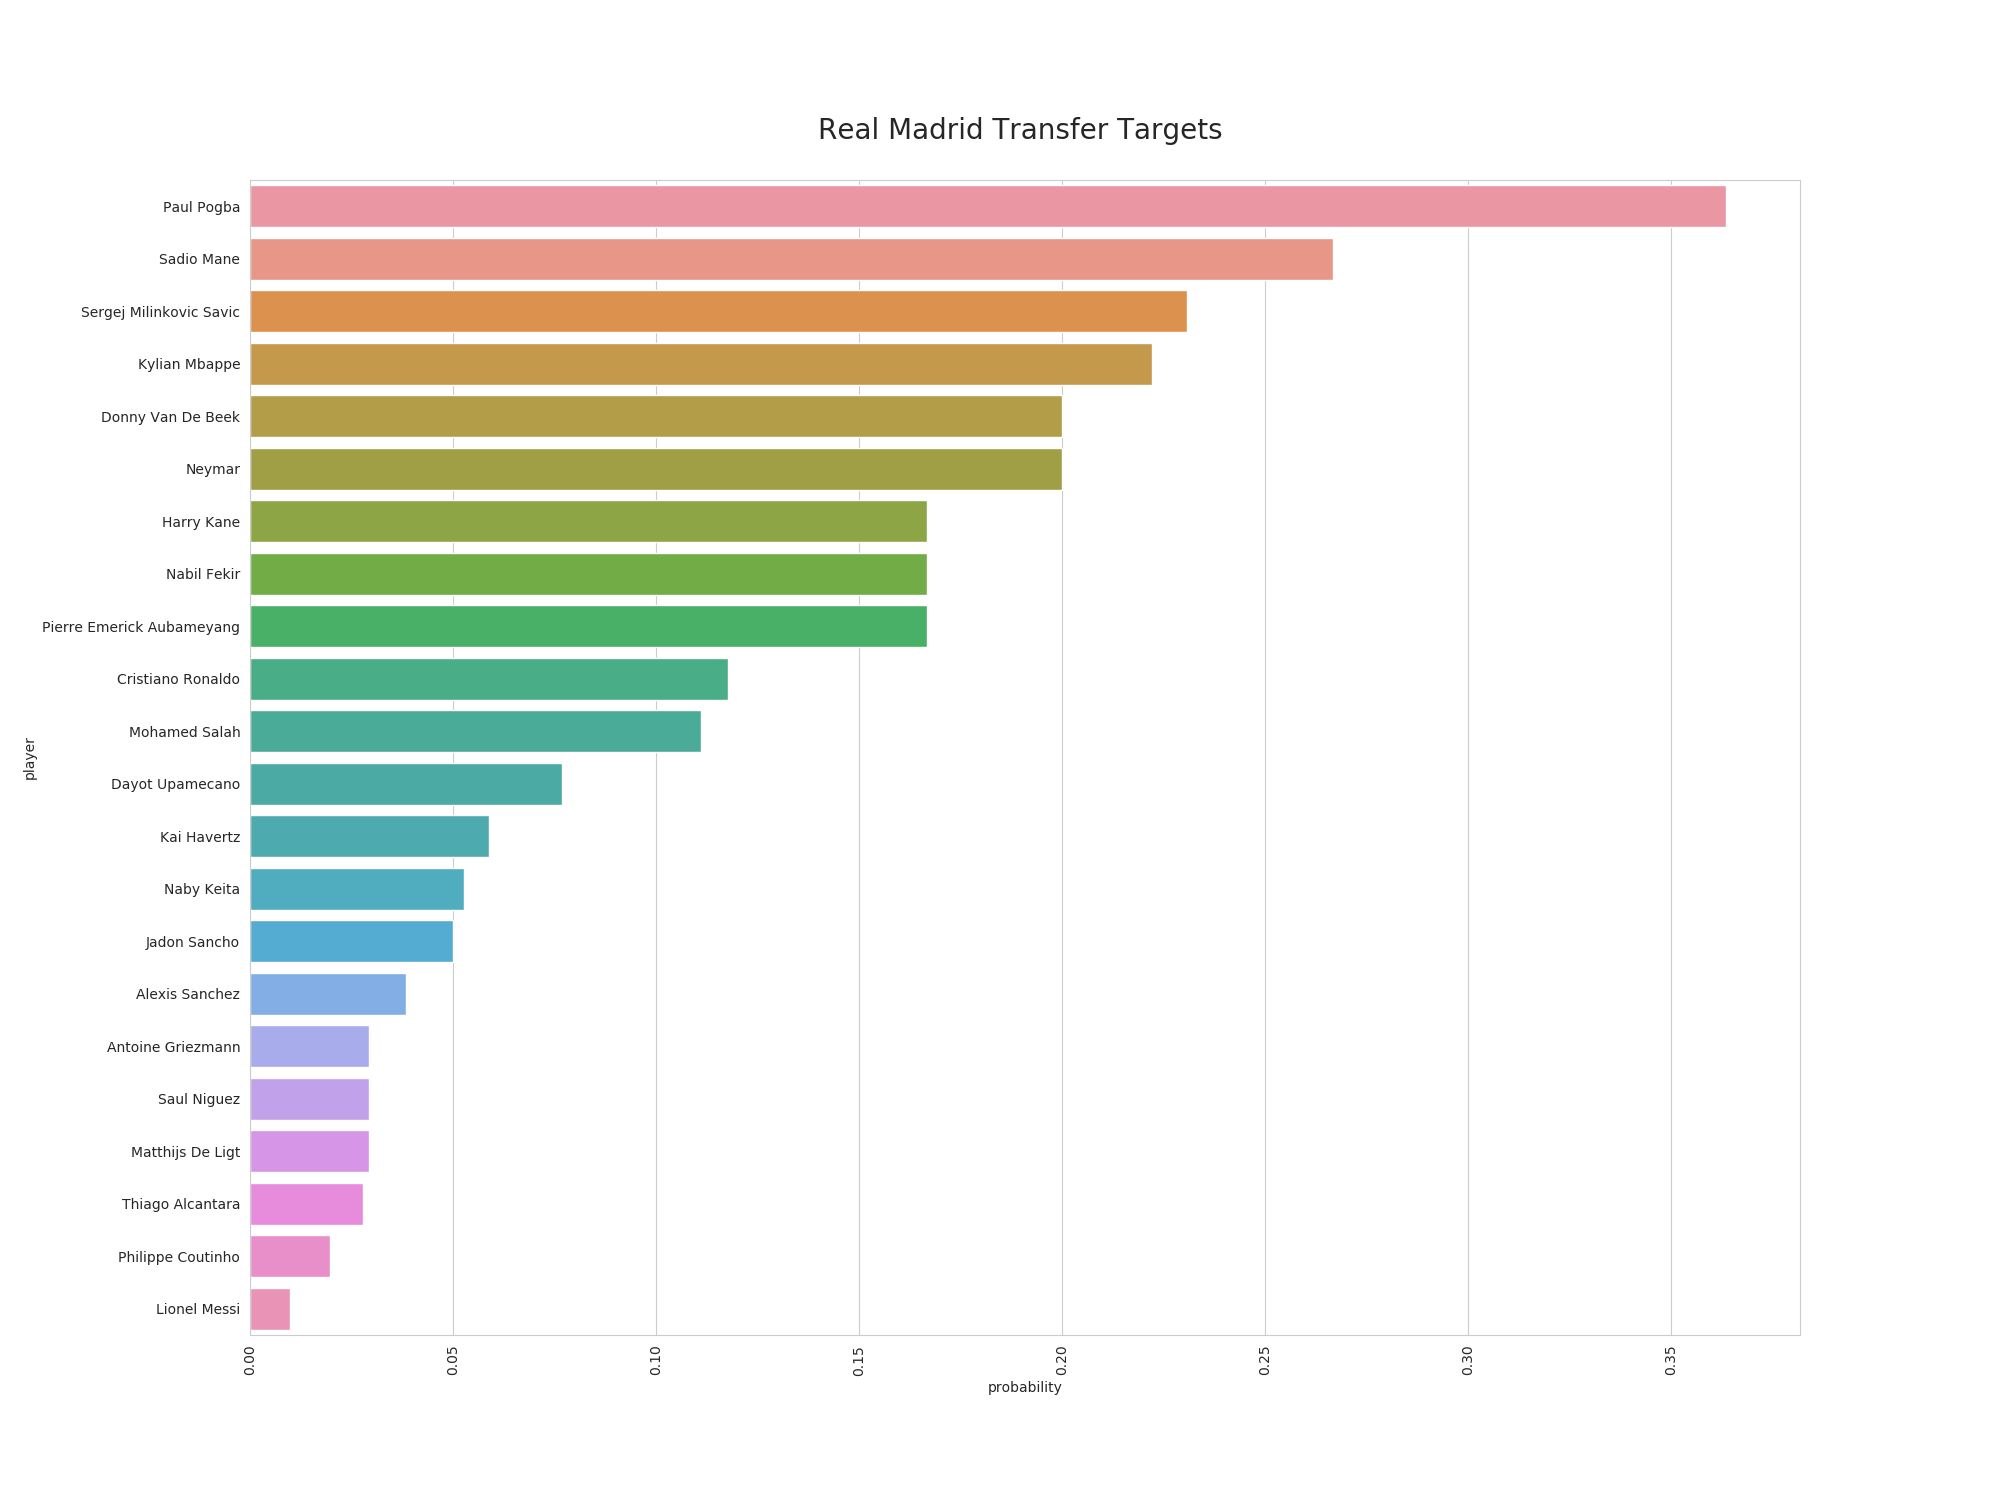 Real Madrid Transfer Targets
Paul Pogba
Sadio Mane
Sergej Milinkovic Savic
Kylian Mbappe
Donny Van De Beek
Neymar
Harry Kane
Nabil Fekir
Pierre Emerick Aubameyang
Cristiano Ronaldo
Mohamed Salah
Dayot Upamecano
Kai Havertz
Naby Keita
Jadon Sancho
Alexis Sanchez
Antoine Griezmann
Saul Niguez
Matthijs De Ligt
Thiago Alcantara
Philippe Coutinho
Lionel Messi
player
0.00 0.05 0.10 0.15 0.20 0.25 0.30 0.35
probability